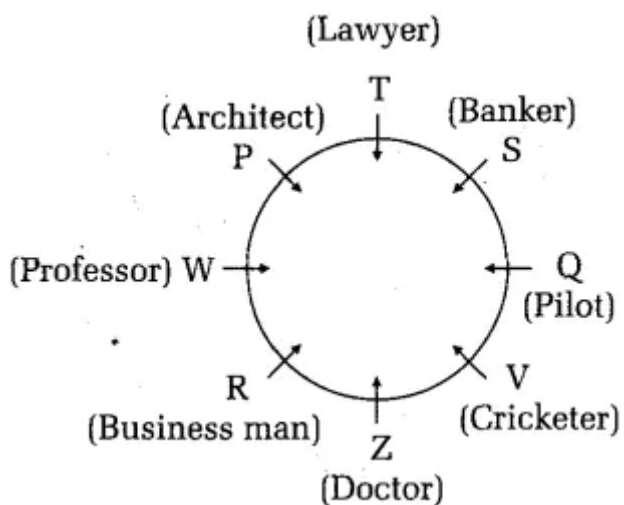 (Lawyer)
T
(Architect)
P
(Banker)
S
(Professor) W
Q
(Pilot)
R
(Business man)
V
(Cricketer)
Z
(Doctor)